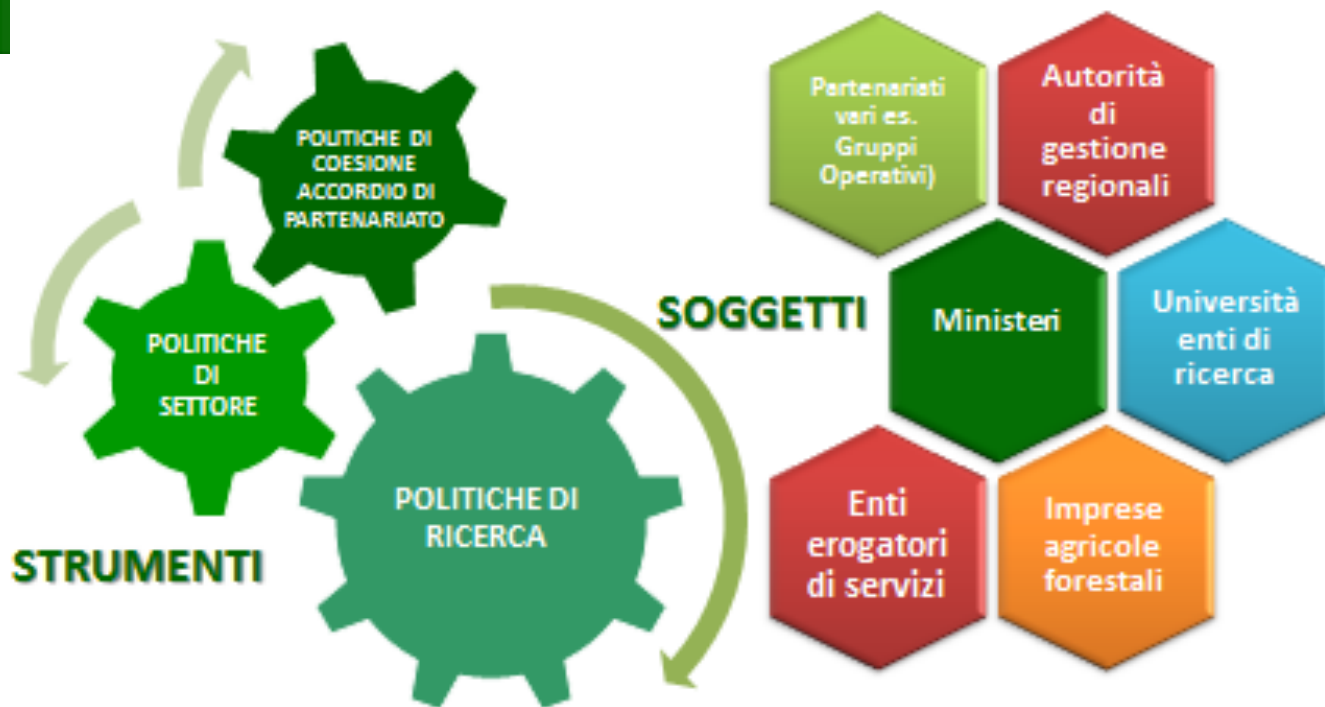 POLITICHE DI
COESIONE
ACCORDIO DI
PARTENARIATO
POLITICHE
DI
SETTORE
POLITICHE DI
RICERCA
STRUMENTI
SOGGETTI
Partenariati
vari es.
Gruppi
Operativi)
Autorità
di
gestione
regionali
Ministeri
Università
enti di
ricerca
Enti
erogatori
di servizi
Imprese
agricole
forestali